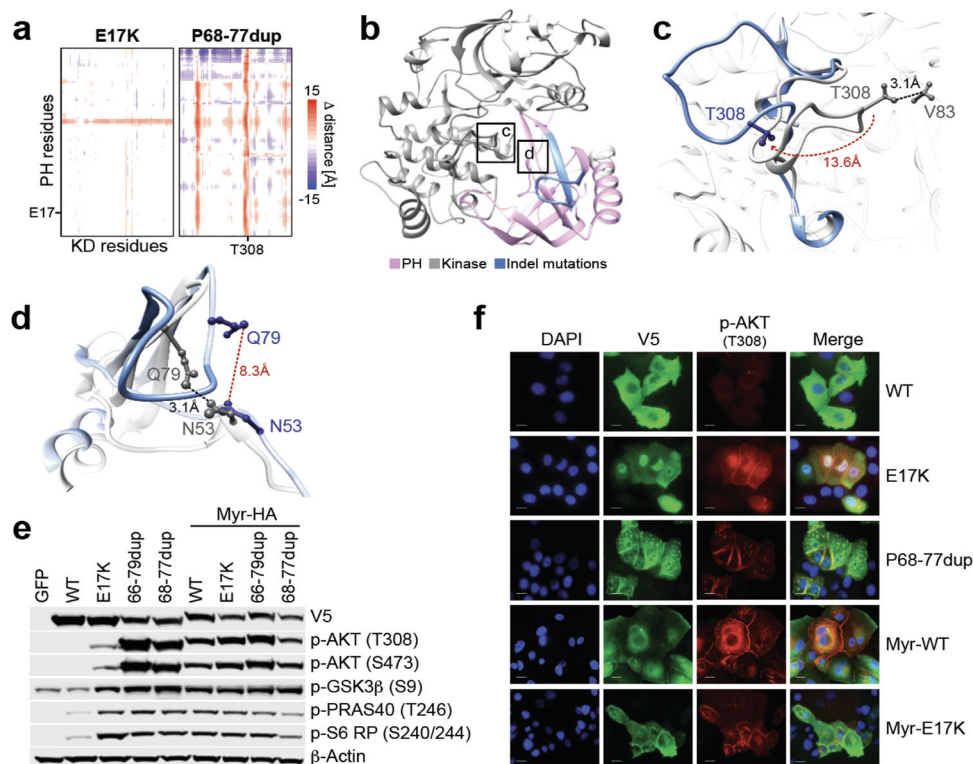 a
E17K
P68-77dup
PH residues
E17
KD residues
T308
15
Δ distance [Å]
-15
b
c
d
PH
Kinase
Indel mutations
c
T308
T308
3.1Å
V83
13.6Å
d
Q79
Q79
8.3Å
3.1Å
N53
N53
e
Myr-HA
GFP
WT
E17K
66-79dup
68-77dup
WT
E17K
66-79dup
68-77dup
V5
p-AKT (T308)
p-AKT (S473)
p-GSK3β (S9)
p-PRAS40 (T246)
p-S6 RP (S240/244)
β-Actin
f
DAPI
V5
p-AKT
(T308)
Merge
WT
E17K
P68-77dup
Myr-WT
Myr-E17K